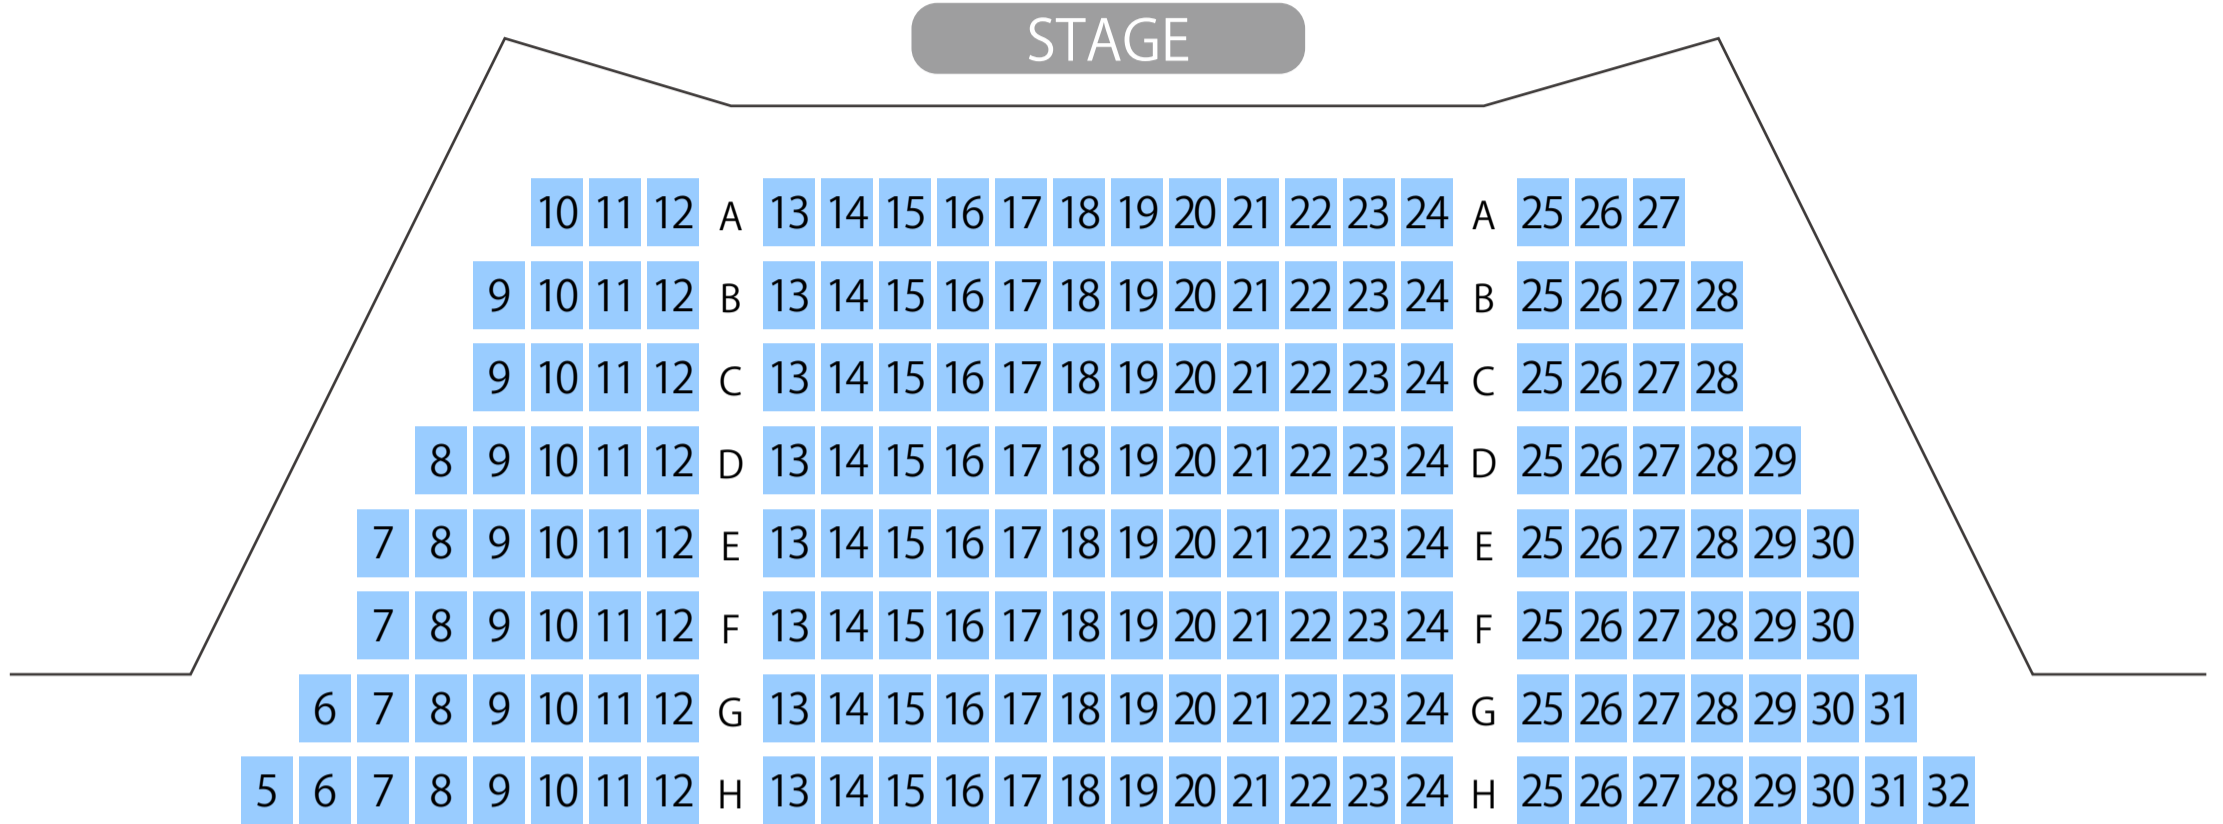 STAGE
10 11 12 A 13 14 15 16 17 18 19 20 21 22 23 24 A 25 26 27
9 10 11 12 B 13 14 15 16 17 18 19 20 21 22 23 24 B 25 26 27 28
9 10 11 12 C 13 14 15 16 17 18 19 20 21 22 23 24 C 25 26 27 28
8 9 10 11 12 D 13 14 15 16 17 18 19 20 21 22 23 24 D 25 26 27 28 29
7 8 9 10 11 12 E 13 14 15 16 17 18 19 20 21 22 23 24 E 25 26 27 28 29 30
7 8 9 10 11 12 F 13 14 15 16 17 18 19 20 21 22 23 24 F 25 26 27 28 29 30
6 7 8 9 10 11 12 G 13 14 15 16 17 18 19 20 21 22 23 24 G 25 26 27 28 29 30 31
5 6 7 8 9 10 11 12 H 13 14 15 16 17 18 19 20 21 22 23 24 H 25 26 27 28 29 30 31 32